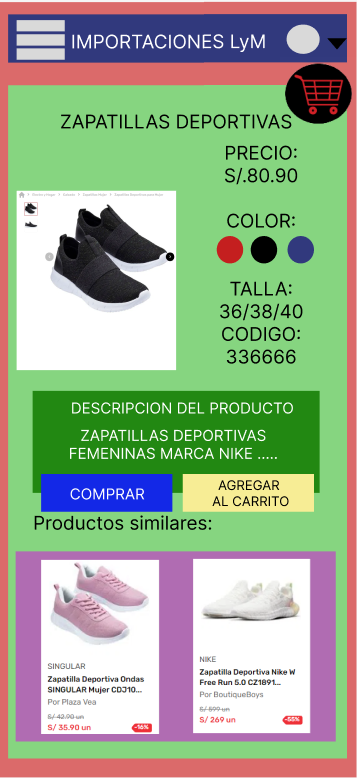 IMPORTACIONES LyM
ZAPATILLAS DEPORTIVAS
PRECIO:
S/.80.90
COLOR:
TALLA:
36/38/40
CODIGO:
336666
DESCRIPCION DEL PRODUCTO
ZAPATILLAS DEPORTIVAS
FEMENINAS MARCA NIKE .....
COMPRAR
AGREGAR
AL CARRITO
Productos similares:
SINGULAR
Zapatilla Deportiva Ondas
SINGULAR Mujer CDJ10...
Por Plaza Vea
S/ 42.90 un
S/ 35.90 un
-16%
NIKE
Zapatilla Deportiva Nike W
Free Run 5.0 CZ1891...
Por BoutiqueBoys
S/ 599 un
S/ 269 un
-55%